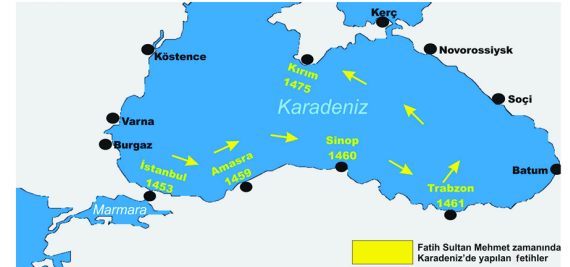 Kerç
Novorossiysk
Köstence
Kırım
1475
Soçi
Karadeniz
Varna
Burgaz
Sinop
1460
İstanbul
1453
Amasra
1459
Batum
Trabzon
1461
Marmara
Fatih Sultan Mehmet zamanında
Karadeniz'de yapılan fetihler